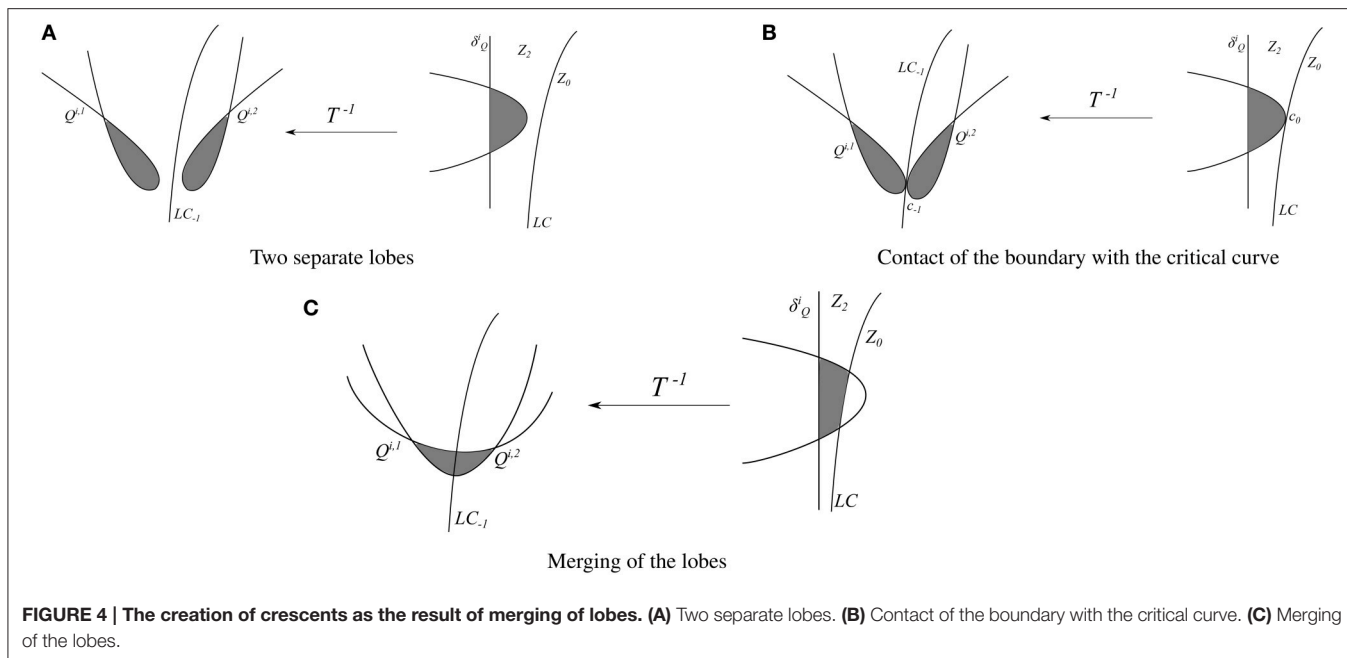 A
Q^{i,1}
LC_{-1}
Q^{i,2}
T^{-1}
δ^i_Q
Z_2
Z_0
LC
Two separate lobes
B
LC_{-1}
Q^{i,1}
Q^{i,2}
c_{-1}
T^{-1}
δ^i_Q
Z_2
Z_0
c_0
LC
Contact of the boundary with the critical curve
C
Q^{i,1}
Q^{i,2}
LC_{-1}
T^{-1}
δ^i_Q
Z_2
Z_0
LC
Merging of the lobes
FIGURE 4 | The creation of crescents as the result of merging of lobes. (A) Two separate lobes. (B) Contact of the boundary with the critical curve. (C) Merging
of the lobes.